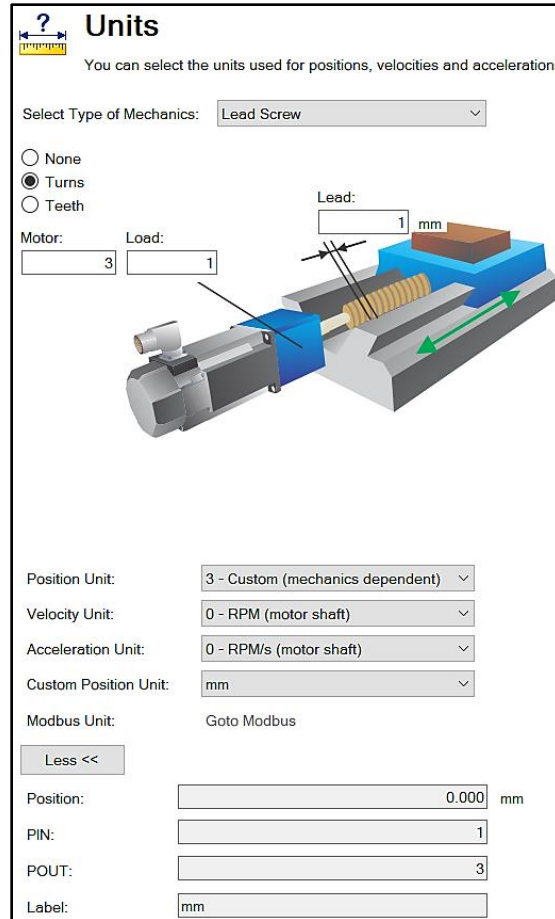 ?
Units
You can select the units used for positions, velocities and acceleration
Select Type of Mechanics: Lead Screw
None
Turns
Teeth
Lead:
1 mm
Motor: Load:
3 1
Position Unit: 3 - Custom (mechanics dependent)
Velocity Unit: 0 - RPM (motor shaft)
Acceleration Unit: 0 - RPM/s (motor shaft)
Custom Position Unit: mm
Modbus Unit: Goto Modbus
Less <<
Position: 0.000 mm
PIN: 1
POUT: 3
Label: mm